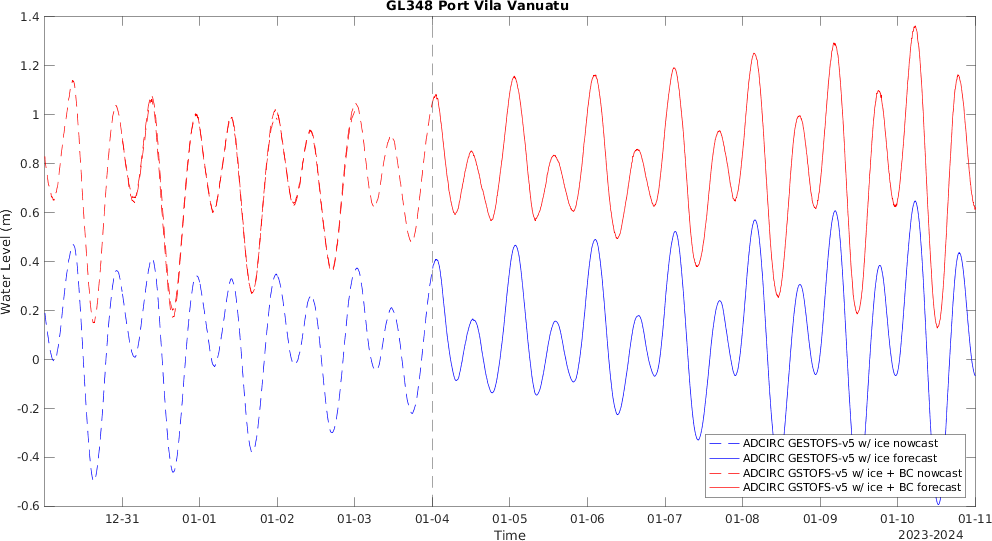 GL348 Port Vila Vanuatu
1.4
1.2
1
0.8
0.6
0.4
0.2
0
-0.2
-0.4
-0.6
Water Level (m)
ADCIRC GESTOFS-v5 w/ ice nowcast
ADCIRC GESTOFS-v5 w/ ice forecast
ADCIRC GSTOFS-v5 w/ ice + BC nowcast
ADCIRC GSTOFS-v5 w/ ice + BC forecast
12-31 01-01 01-02 01-03 01-04 01-05 01-06 01-07 01-08 01-09 01-10 01-11
Time
2023-2024